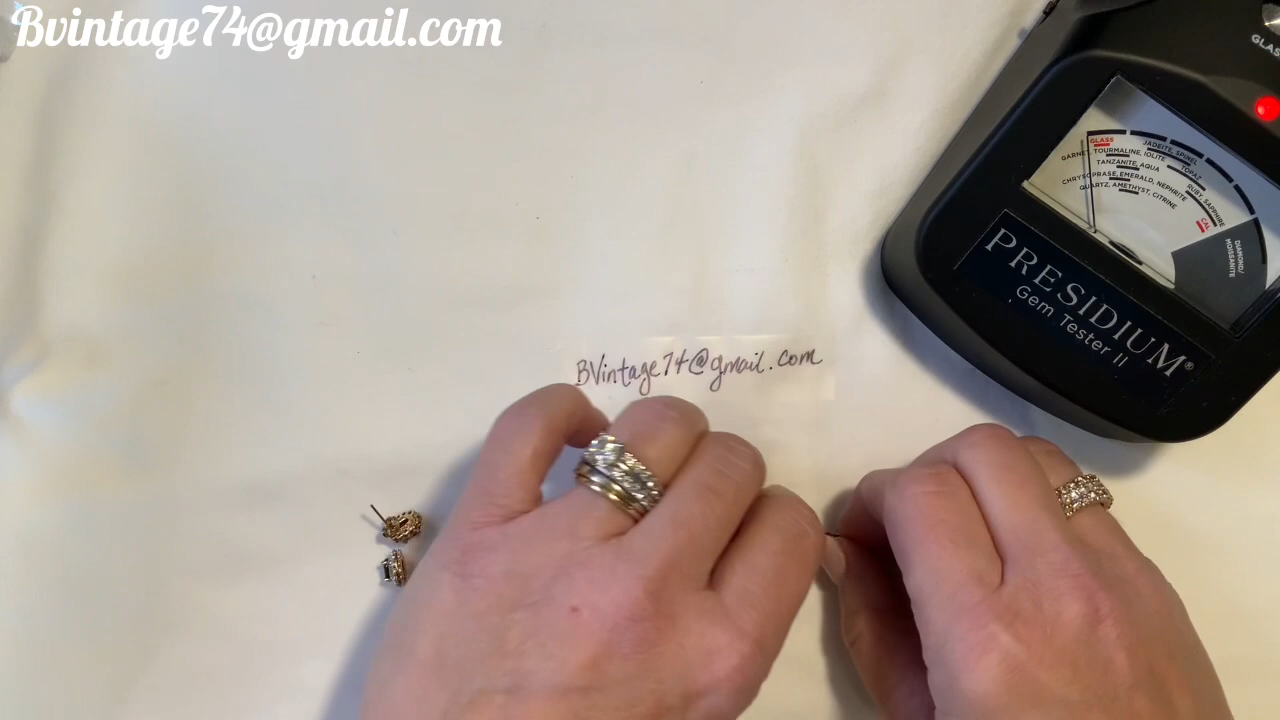 Bvintage74@gmail.com
GLAS
GLASS
JADEITE, SPINEL
GARNET, TOURMALINE, IOLITE
TOPAZ
TANZANITE, AQUA
RUBY, SAPPHIRE
CHRYSOPRASE, EMERALD, NEPHRITE
QUARTZ, AMETHYST, CITRINE
CAL
DIAMOND/
MOISSANITE
PRESIDIUM®
Gem Tester II
BVintage74@gmail.com